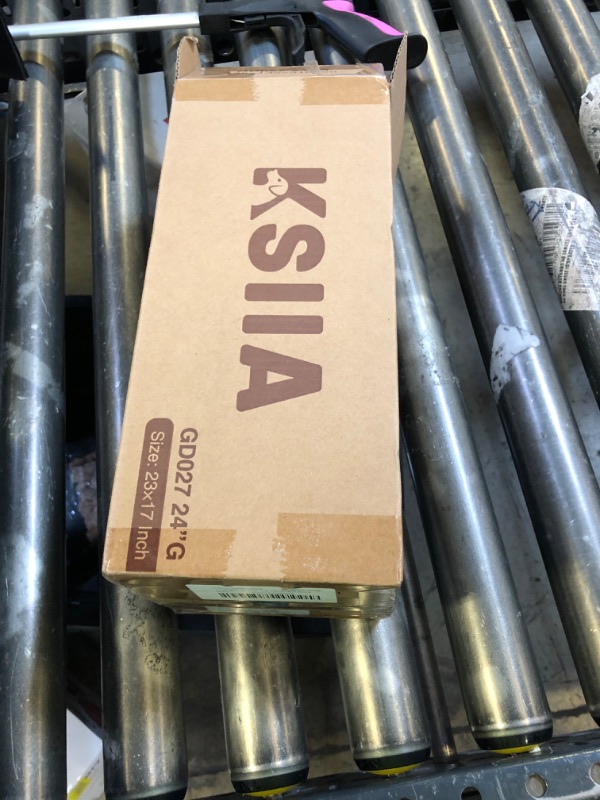 KSIIA
GD027 24"G
Size: 23x17 Inch